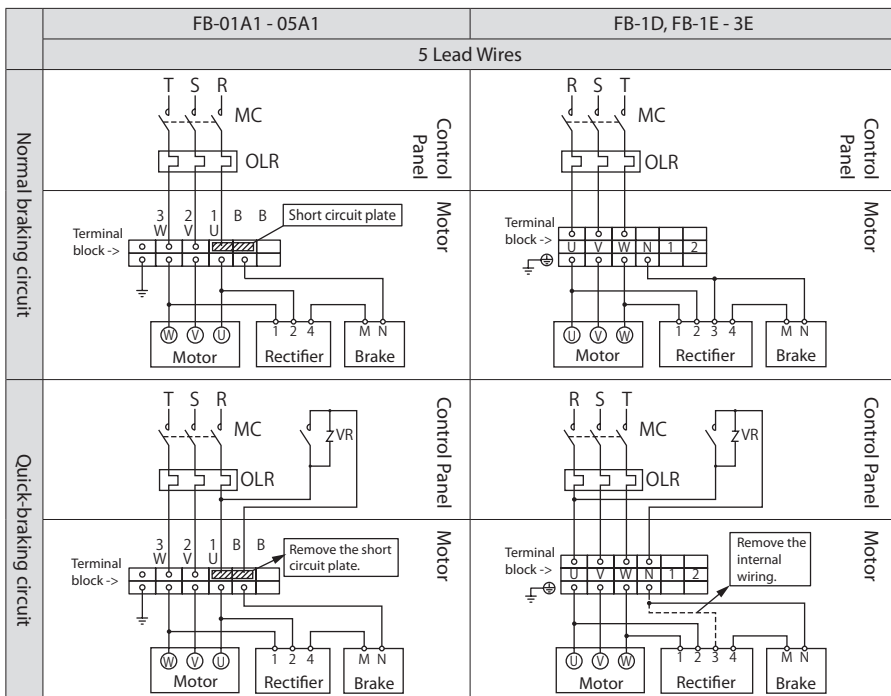 FB-01A1 - 05A1
FB-1D, FB-1E - 3E
5 Lead Wires
Normal braking circuit
T S R
MC
OLR
Control
Panel
R S T
MC
OLR
Control
Panel
3 2 1 B B
W V U
Short circuit plate
Terminal
block ->
W V U
Motor
1 2 4
Rectifier
M N
Brake
Motor
Terminal
block ->
U V W N 1 2
U V W
Motor
1 2 3 4
Rectifier
M N
Brake
Motor
Quick-braking circuit
T S R
MC
VR
OLR
Control Panel
R S T
MC
VR
OLR
Control Panel
3 2 1 B B
W V U
Remove the short
circuit plate.
Terminal
block ->
W V U
Motor
1 2 4
Rectifier
M N
Brake
Motor
Remove the
internal
wiring.
Terminal
block ->
U V W N 1 2
U V W
Motor
1 2 3 4
Rectifier
M N
Brake
Motor